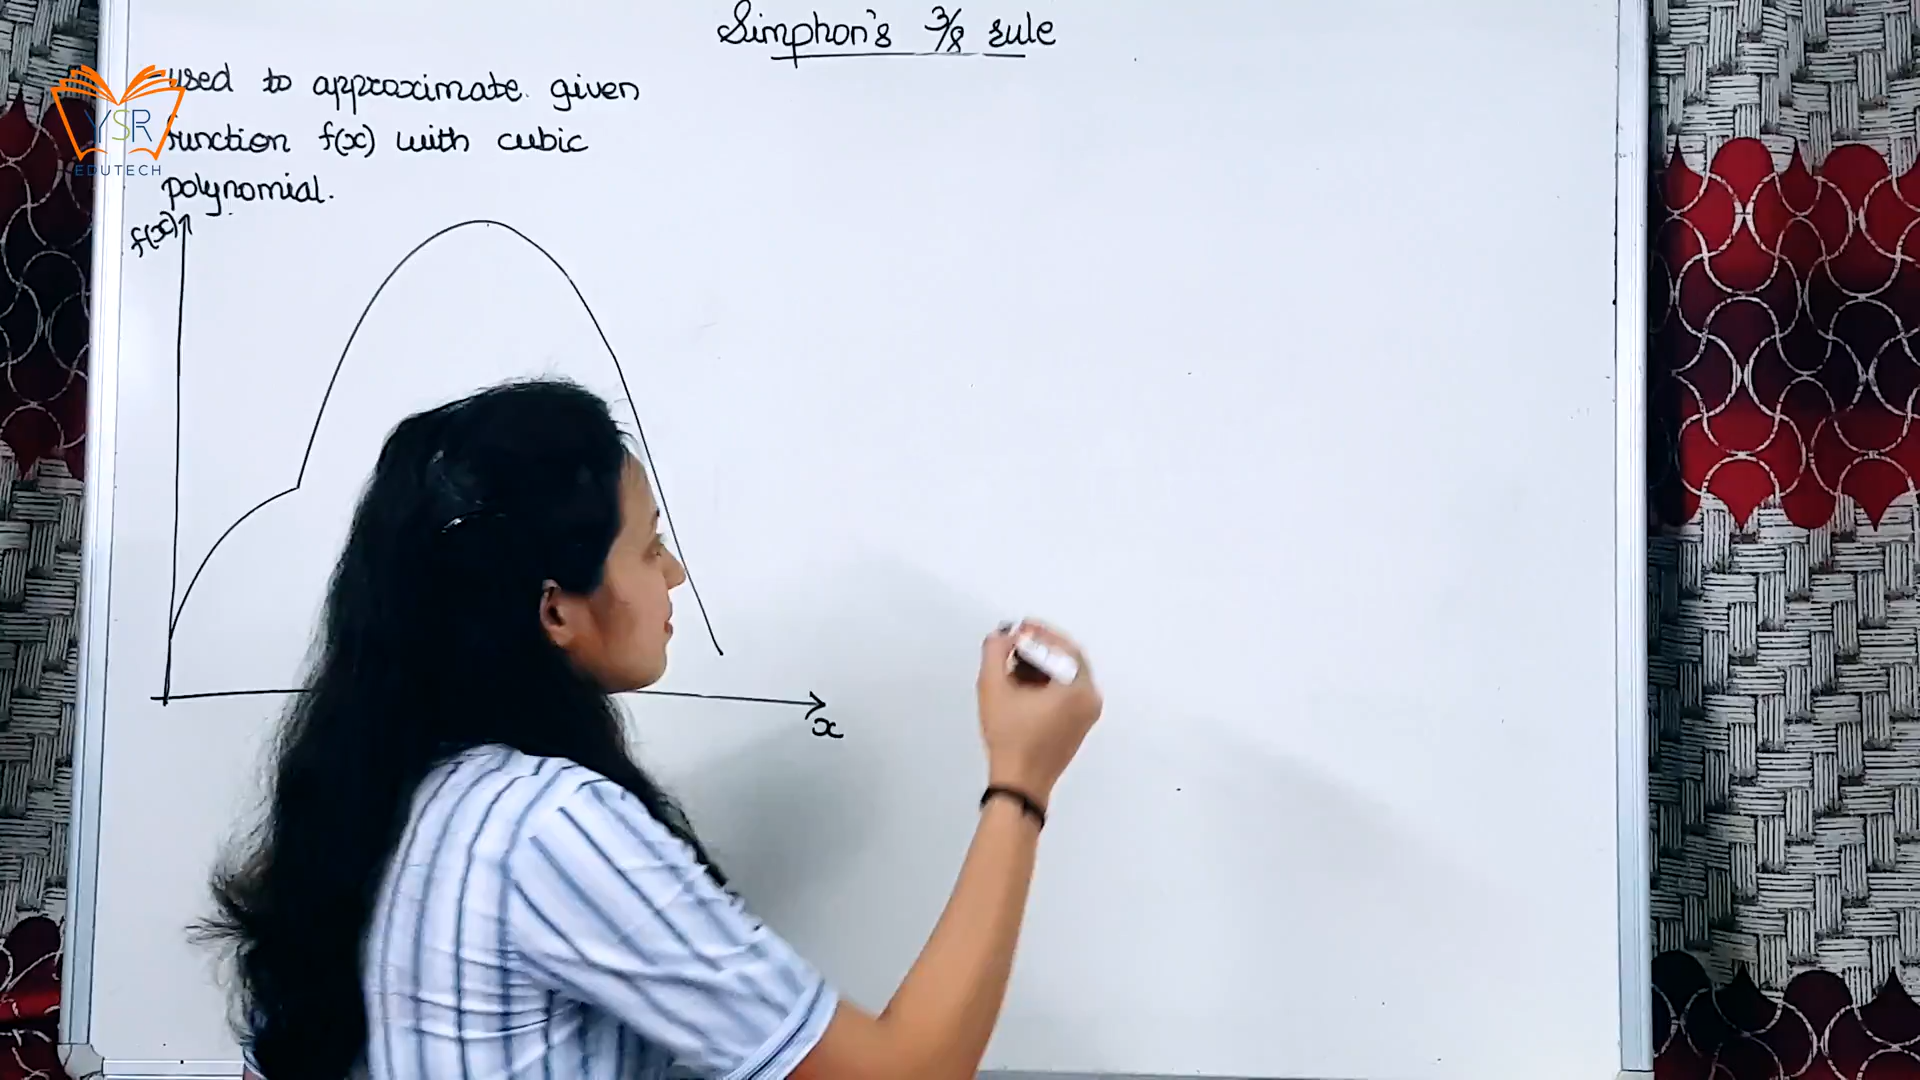 Simphon's 3/8 rule
used to approximate given
function f(x) with cubic
polynomial.
f(x)
x
YSR
EDUTECH